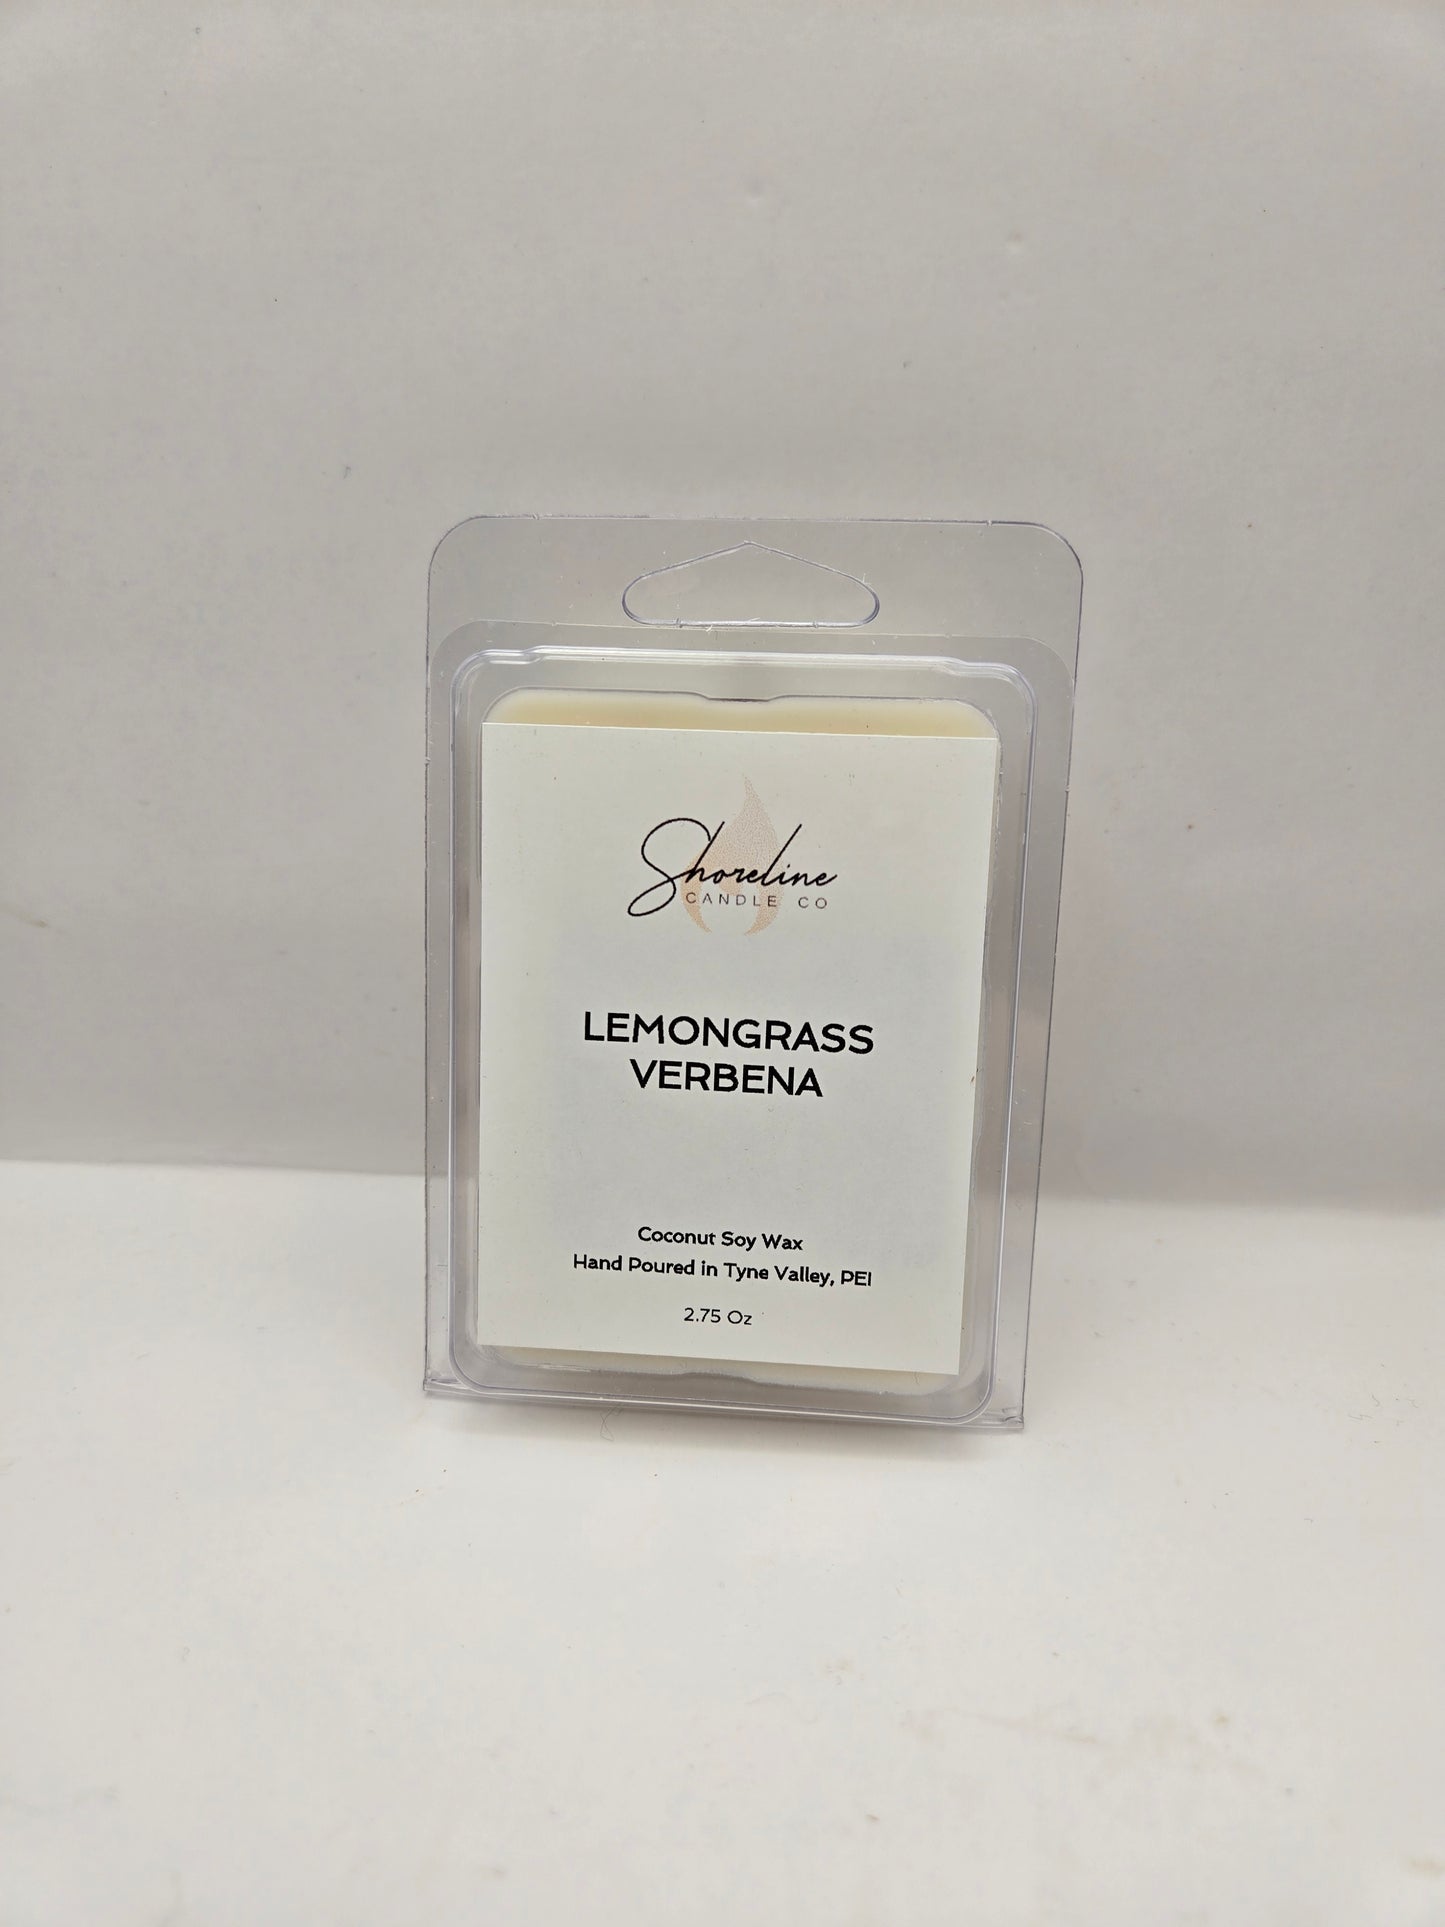 Shoreline
CANDLE CO
LEMONGRASS
VERBENA
Coconut Soy Wax
Hand Poured in Tyne Valley, PEI
2.75 Oz